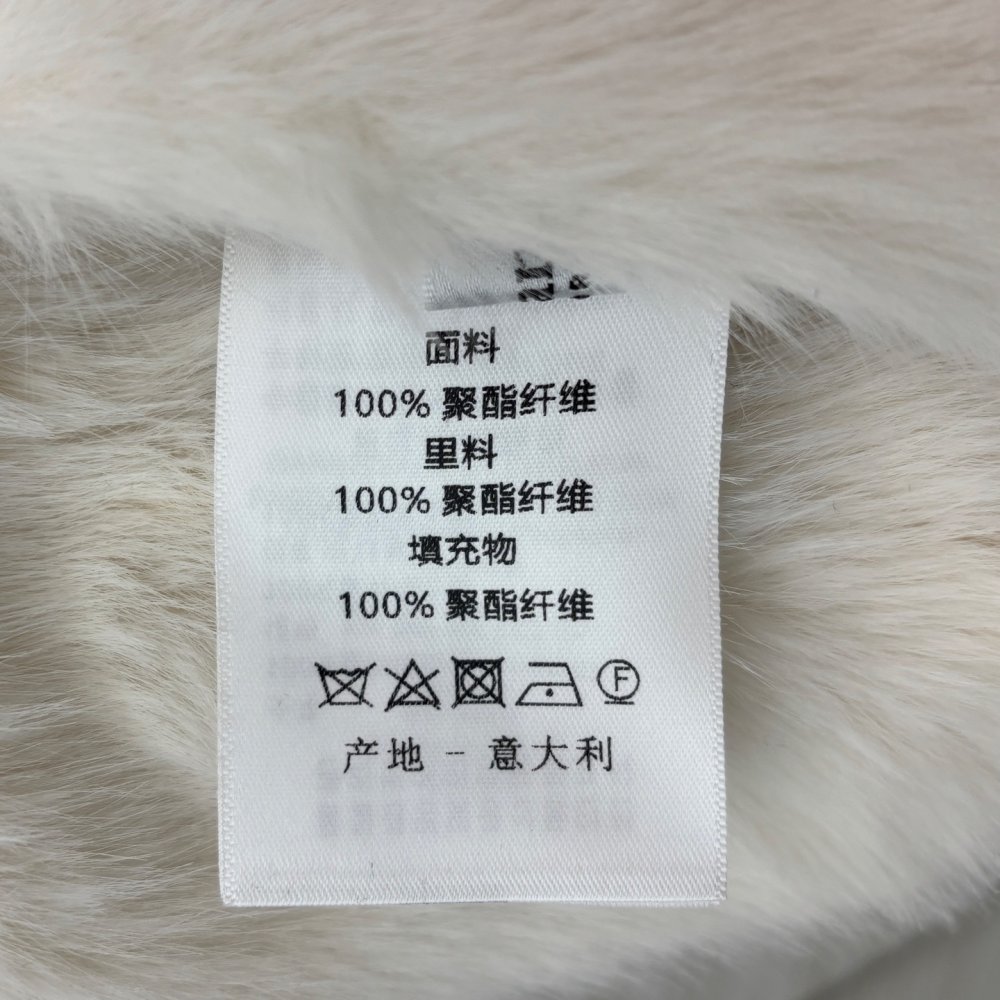 面料
100% 聚酯纤维
里料
100% 聚酯纤维
填充物
100% 聚酯纤维
F
产地 - 意大利